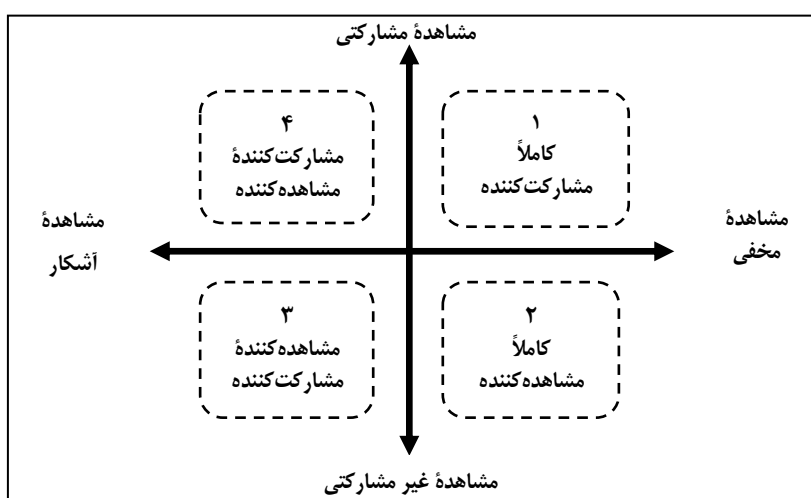 مشاهدهٔ مشارکتی
۱
کاملاً
مشارکت‌کننده
۴
مشارکت‌کنندهٔ
مشاهده‌کننده
مشاهدهٔ
مخفی
مشاهدهٔ
آشکار
۲
کاملاً
مشاهده‌کننده
۳
مشاهده‌کنندهٔ
مشارکت‌کننده
مشاهدهٔ غیر مشارکتی